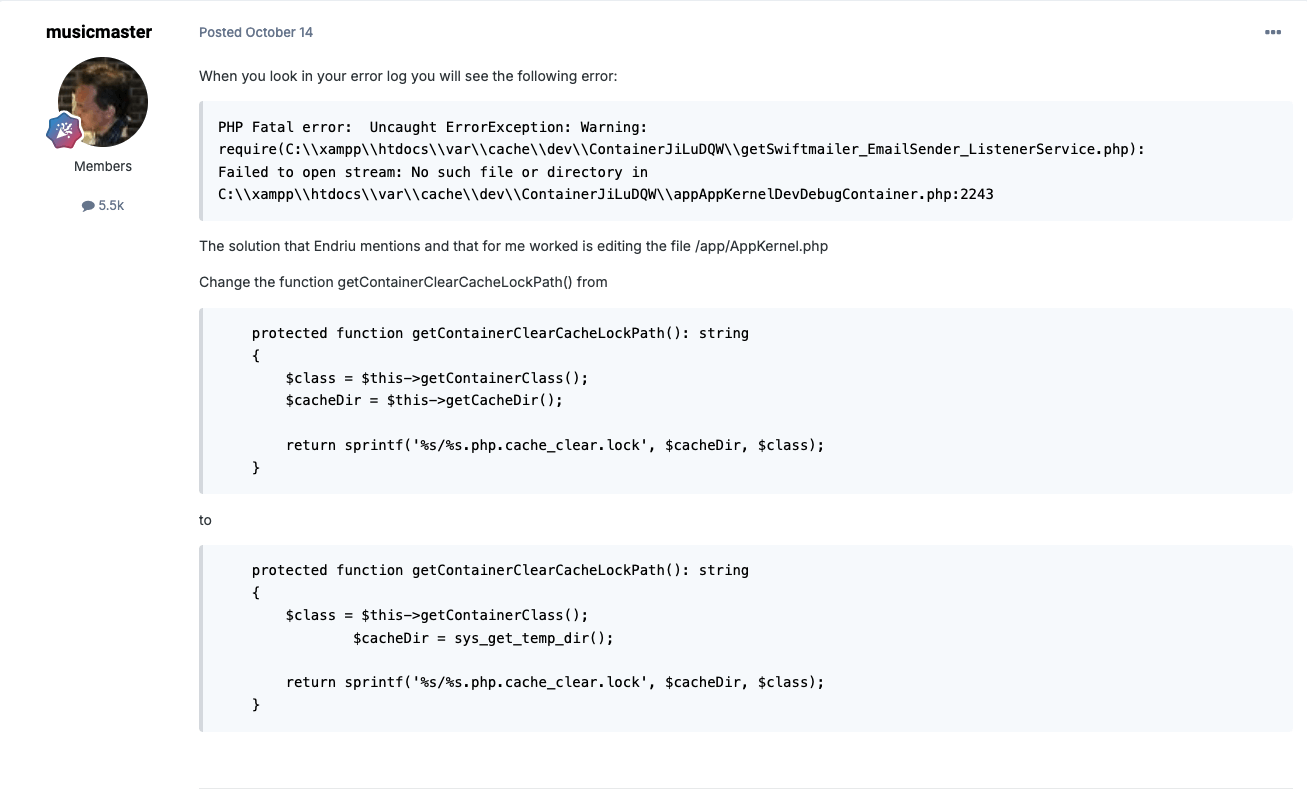 musicmaster
Posted October 14
Members
5.5k
When you look in your error log you will see the following error:
PHP Fatal error:  Uncaught ErrorException: Warning:
require(C:\\xampp\\htdocs\\var\\cache\\dev\\ContainerJiLuDQW\\getSwiftmailer_EmailSender_ListenerService.php):
Failed to open stream: No such file or directory in
C:\\xampp\\htdocs\\var\\cache\\dev\\ContainerJiLuDQW\\appAppKernelDevDebugContainer.php:2243
The solution that Endriu mentions and that for me worked is editing the file /app/AppKernel.php
Change the function getContainerClearCacheLockPath() from
    protected function getContainerClearCacheLockPath(): string
    {
        $class = $this->getContainerClass();
        $cacheDir = $this->getCacheDir();

        return sprintf('%s/%s.php.cache_clear.lock', $cacheDir, $class);
    }
to
    protected function getContainerClearCacheLockPath(): string
    {
        $class = $this->getContainerClass();
                $cacheDir = sys_get_temp_dir();

        return sprintf('%s/%s.php.cache_clear.lock', $cacheDir, $class);
    }